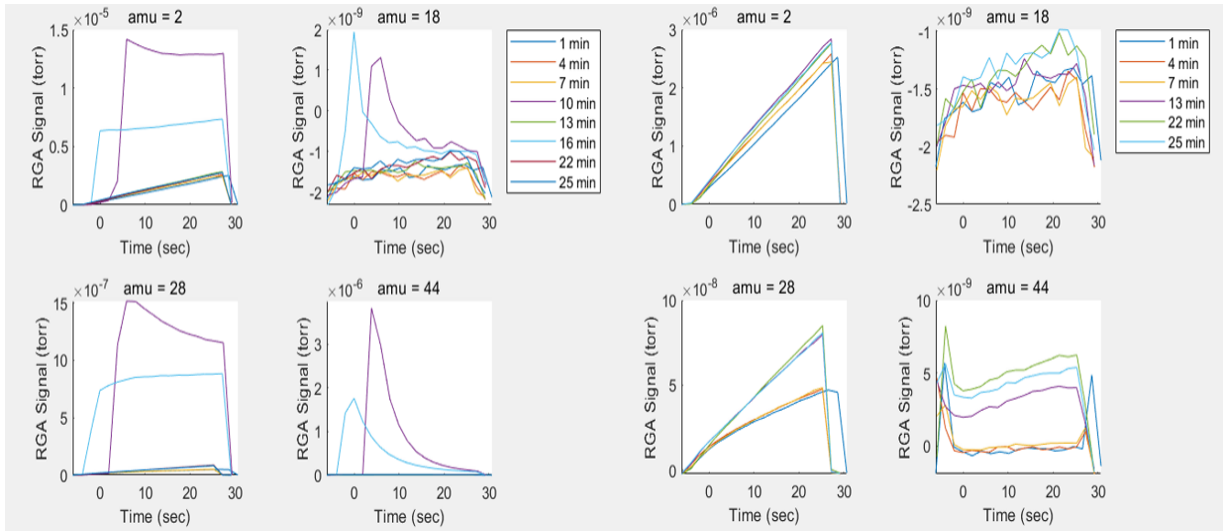 ×10⁻⁵ amu = 2
RGA Signal (torr)
1.5
1
0.5
0
0 10 20 30
Time (sec)
×10⁻⁹ amu = 18
RGA Signal (torr)
2
1
0
-1
-2
0 10 20 30
Time (sec)
1 min
4 min
7 min
10 min
13 min
16 min
22 min
25 min
×10⁻⁶ amu = 2
RGA Signal (torr)
3
2
1
0
0 10 20 30
Time (sec)
×10⁻⁹ amu = 18
RGA Signal (torr)
-1
-1.5
-2
-2.5
0 10 20 30
Time (sec)
1 min
4 min
7 min
13 min
22 min
25 min
×10⁻⁷ amu = 28
RGA Signal (torr)
15
10
5
0
0 10 20 30
Time (sec)
×10⁻⁶ amu = 44
RGA Signal (torr)
3
2
1
0
0 10 20 30
Time (sec)
×10⁻⁸ amu = 28
RGA Signal (torr)
10
5
0
0 10 20 30
Time (sec)
×10⁻⁹ amu = 44
RGA Signal (torr)
10
5
0
0 10 20 30
Time (sec)